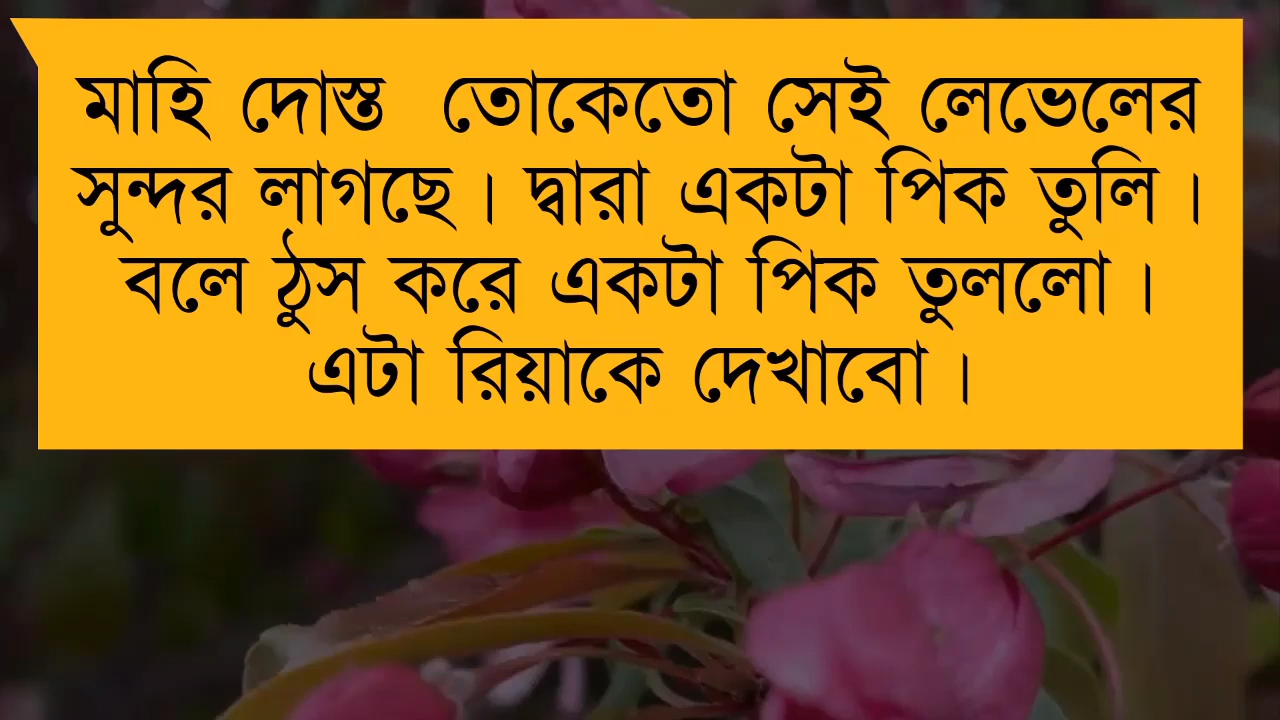 মাহি দোস্ত তোকেতো সেই লেভেলের
সুন্দর লাগছে। দ্বারা একটা পিক তুলি।
বলে ঠুস করে একটা পিক তুললো।
এটা রিয়াকে দেখাবো।